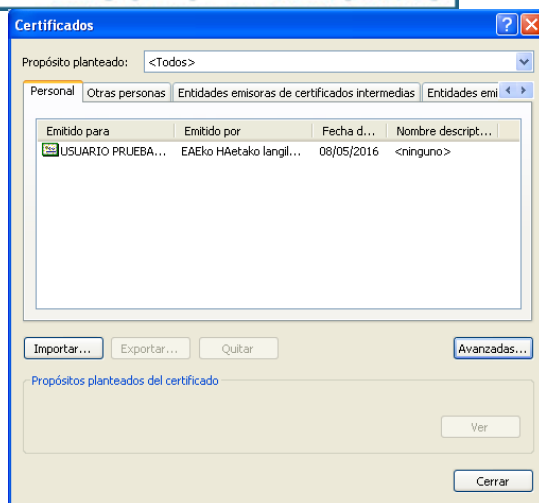 Certificados
Propósito planteado: <Todos>
Personal Otras personas Entidades emisoras de certificados intermedias Entidades emi
Emitido para Emitido por Fecha d... Nombre descript...
USUARIO PRUEBA... EAEko HAetako langil... 08/05/2016 <ninguno>
Importar... Exportar... Quitar Avanzadas...
Propósitos planteados del certificado
Ver
Cerrar